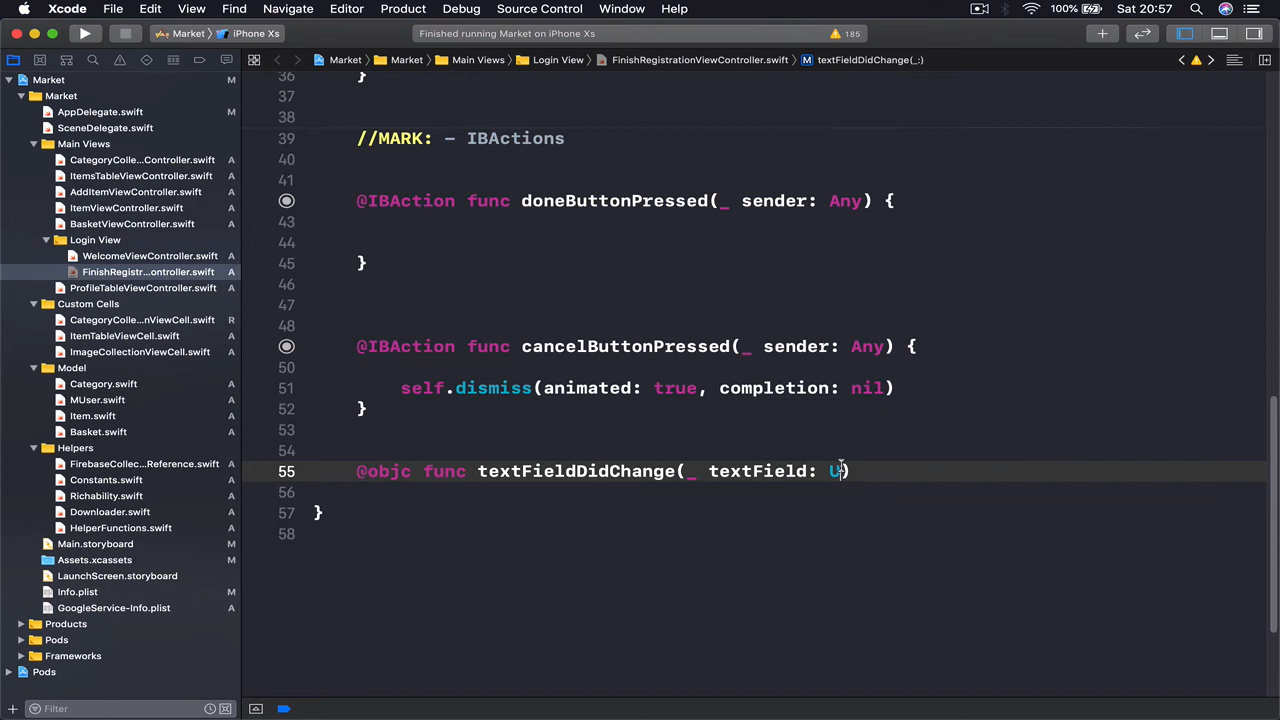 Xcode File Edit View Find Navigate Editor Product Debug Source Control Window Help 100% Sat 20:57
Market > iPhone Xs Finished running Market on iPhone Xs 185
Market > Market > Main Views > Login View > FinishRegistrationViewController.swift > M textFieldDidChange(_:)
Market
Market
AppDelegate.swift M
SceneDelegate.swift
Main Views
CategoryColle...Controller.swift A
ItemsTableViewController.swift A
AddItemViewController.swift A
ItemViewController.swift A
BasketViewController.swift A
Login View
WelcomeViewController.swift A
FinishRegistr...ontroller.swift A
ProfileTableViewController.swift A
Custom Cells
CategoryColle...nViewCell.swift R
ItemTableViewCell.swift A
ImageCollectionViewCell.swift A
Model
Category.swift A
MUser.swift A
Item.swift A
Basket.swift A
Helpers
FirebaseCollec...Reference.swift A
Constants.swift A
Richability.swift A
Downloader.swift A
HelperFunctions.swift A
Main.storyboard M
Assets.xcassets M
LaunchScreen.storyboard
Info.plist M
GoogleService-Info.plist A
Products
Pods
Frameworks
Pods
Filter
36 }
37
38
39 //MARK: - IBActions
40
41
@IBAction func doneButtonPressed(_ sender: Any) {
43
44
45 }
46
47
48
@IBAction func cancelButtonPressed(_ sender: Any) {
50
51 self.dismiss(animated: true, completion: nil)
52 }
53
54
55 @objc func textFieldDidChange(_ textField: U)
56
57 }
58